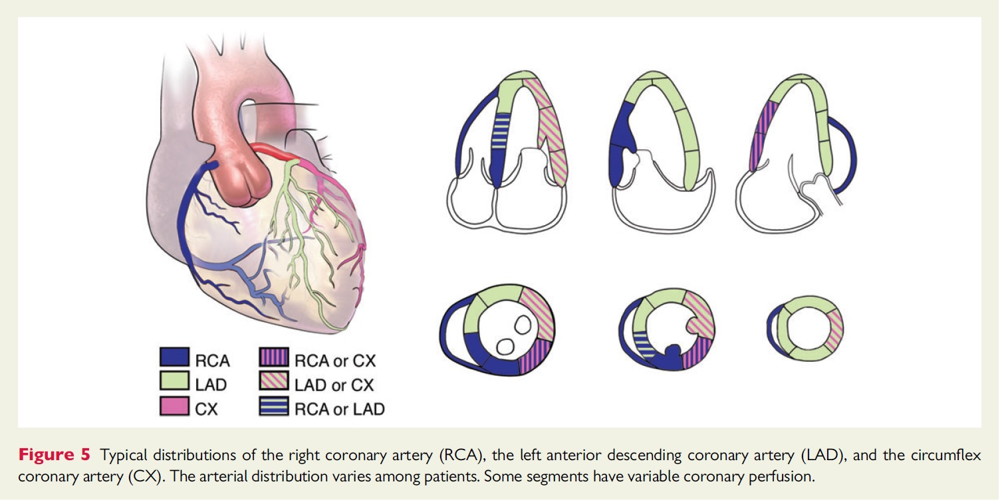 RCA
LAD
CX
RCA or CX
LAD or CX
RCA or LAD
Figure 5 Typical distributions of the right coronary artery (RCA), the left anterior descending coronary artery (LAD), and the circumflex
coronary artery (CX). The arterial distribution varies among patients. Some segments have variable coronary perfusion.